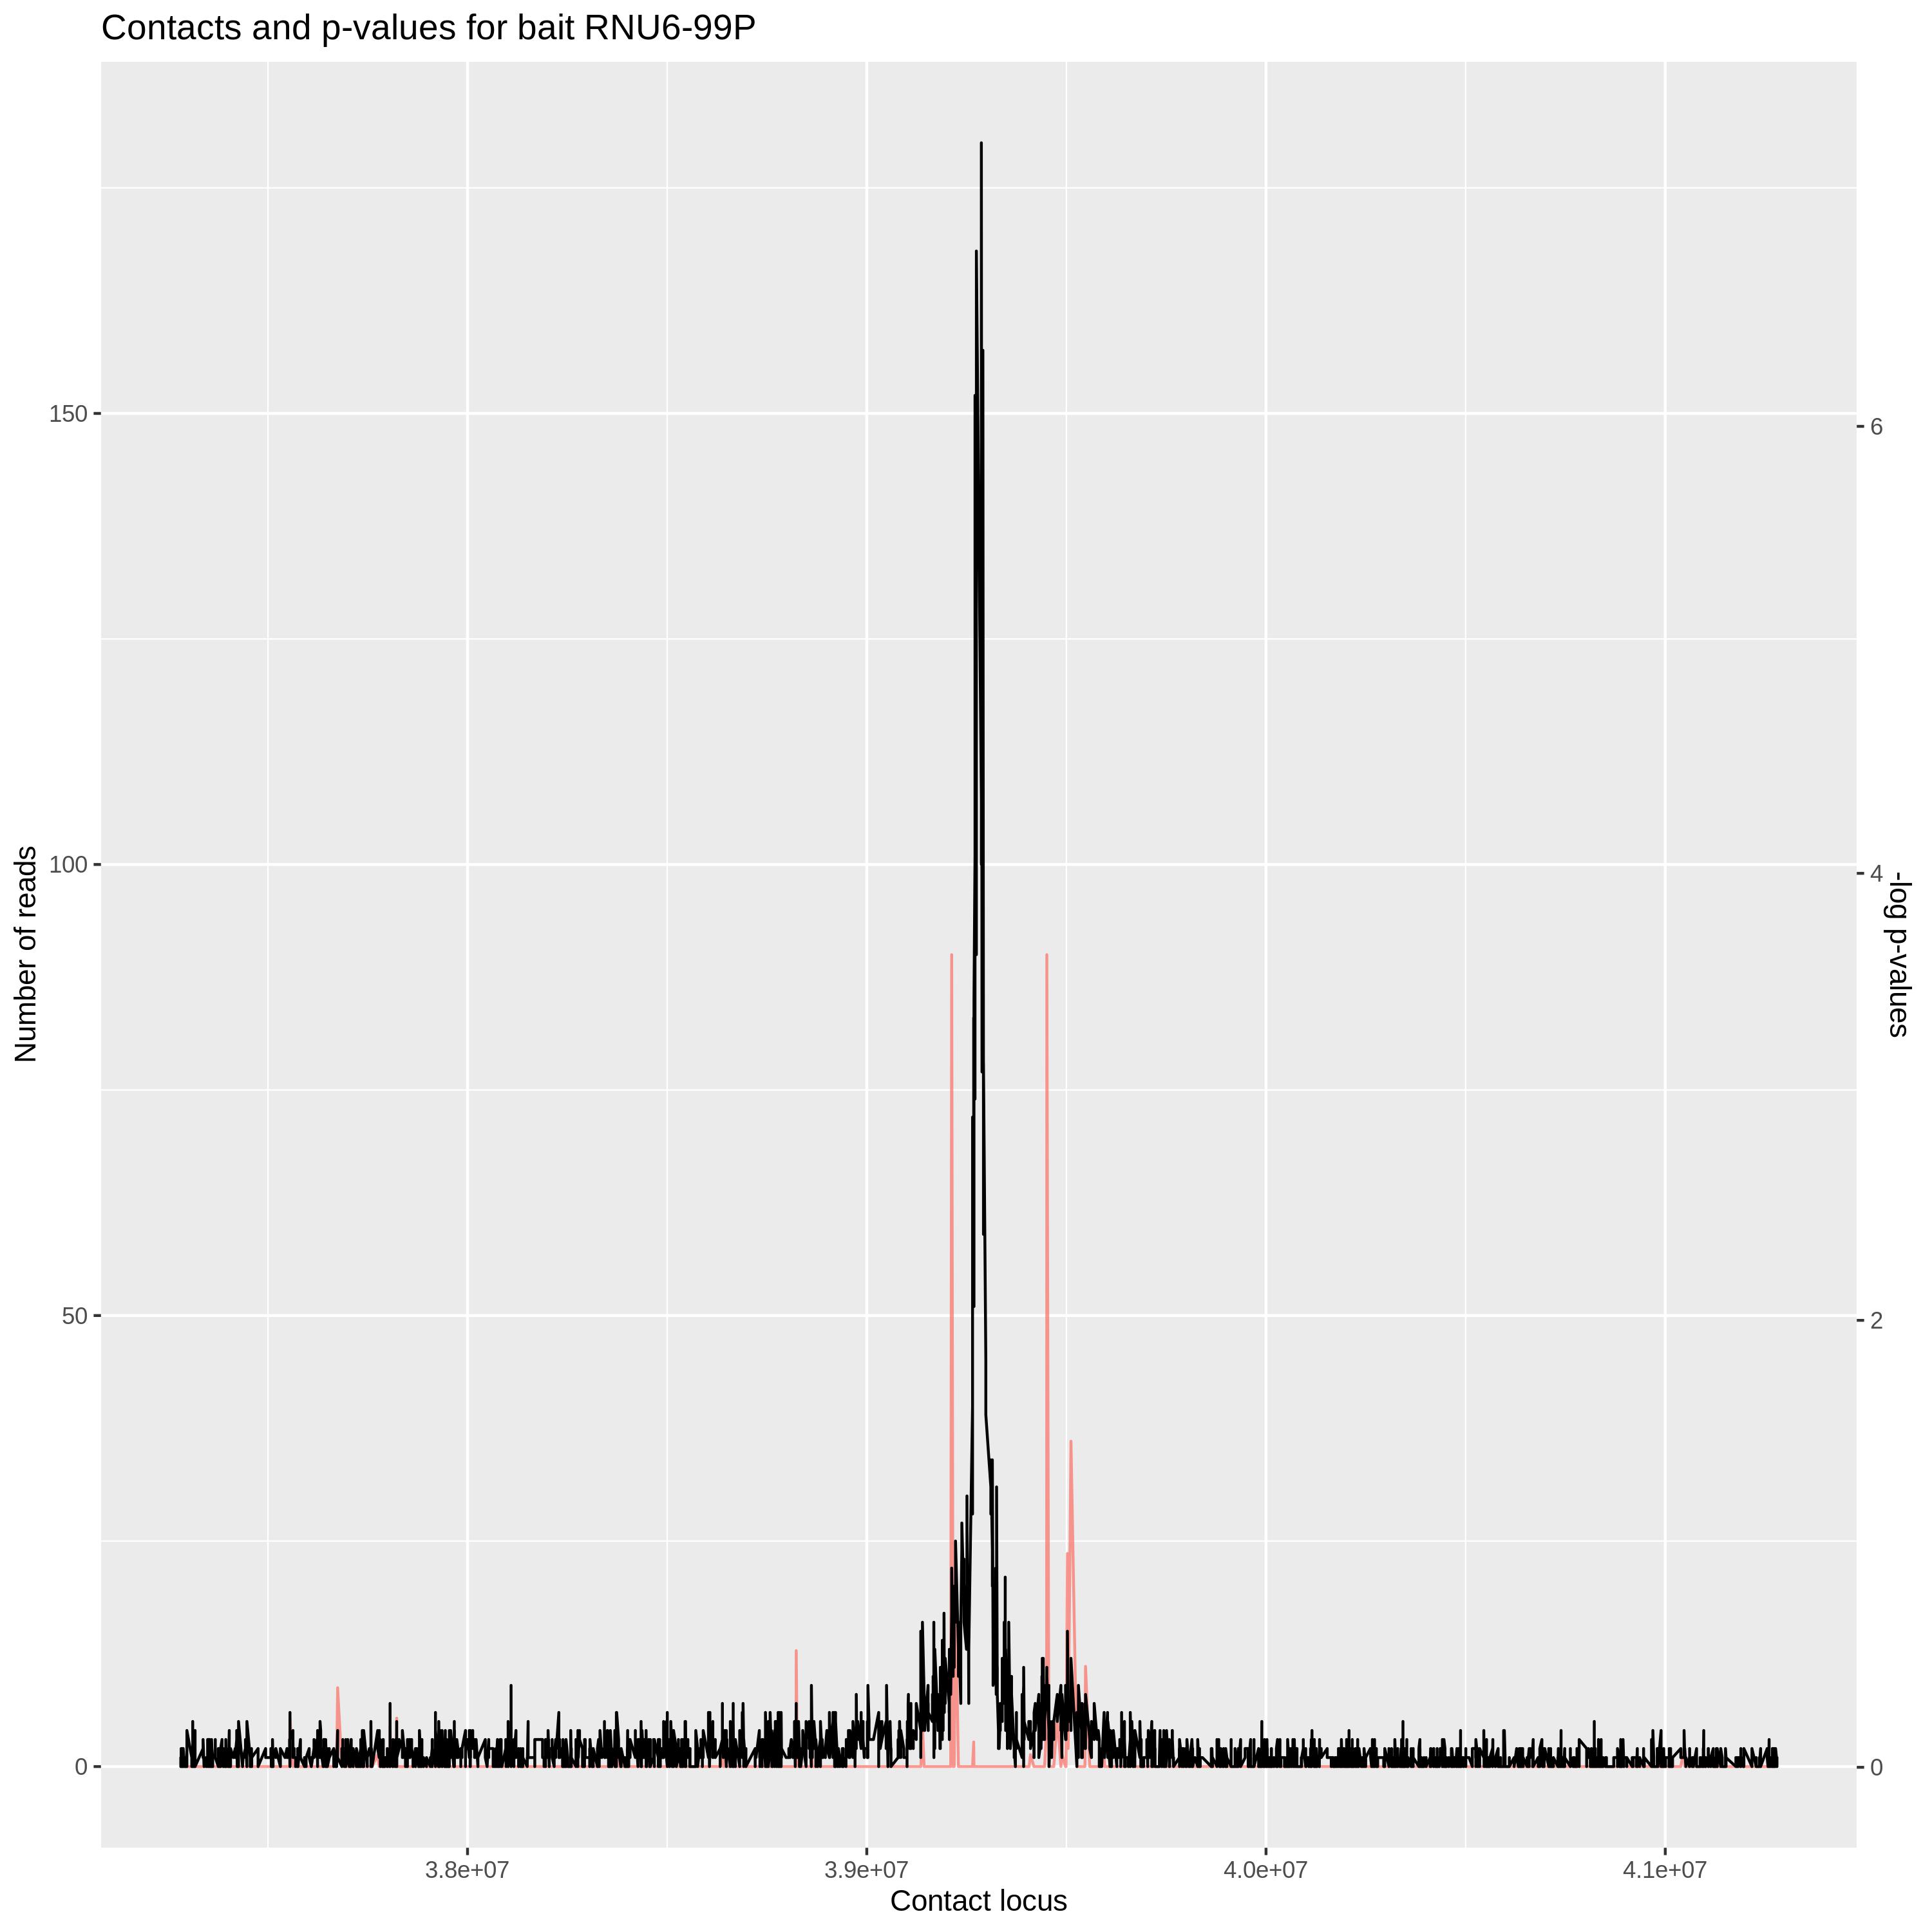 Contacts and p-values for bait RNU6-99P
150
100
50
0
6
4
2
0
Number of reads
-log p-values
3.8e+07
3.9e+07
4.0e+07
4.1e+07
Contact locus